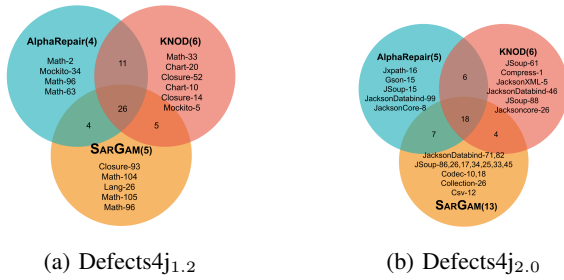 AlphaRepair(4)
Math-2
Mockito-34
Math-96
Math-63
11
KNOD(6)
Math-33
Chart-20
Closure-52
Chart-10
Closure-14
Mockito-5
26
4
5
SARGAM(5)
Closure-93
Math-104
Lang-26
Math-105
Math-96
(a) Defects4j1.2
AlphaRepair(5)
Jxpath-16
Gson-15
JSoup-15
JacksonDatabind-99
JacksonCore-8
6
KNOD(6)
JSoup-61
Compress-1
JacksonXML-5
JacksonDatabind-46
JSoup-88
Jacksoncore-26
18
7
4
JacksonDatabind-71,82
JSoup-86,26,17,34,25,33,45
Codec-10,18
Collection-26
Csv-12
SARGAM(13)
(b) Defects4j2.0